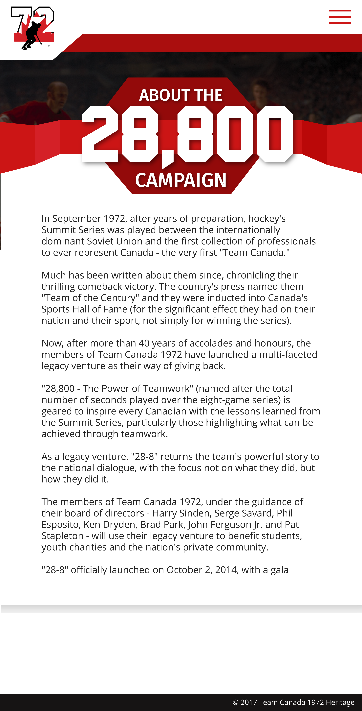 72
ABOUT THE
28,800
CAMPAIGN
In September 1972, after years of preparation, hockey's
Summit Series was played between the internationally
dominant Soviet Union and the first collection of professionals
to ever represent Canada - the very first "Team Canada."
Much has been written about them since, chronicling their
thrilling comeback victory. The country's press named them
"Team of the Century" and they were inducted into Canada's
Sports Hall of Fame (for the significant effect they had on their
nation and their sport, not simply for winning the series).
Now, after more than 40 years of accolades and honours, the
members of Team Canada 1972 have launched a multi-faceted
legacy venture as their way of giving back.
"28,800 - The Power of Teamwork" (named after the total
number of seconds played over the eight-game series) is
geared to inspire every Canadian with the lessons learned from
the Summit Series, particularly those highlighting what can be
achieved through teamwork.
As a legacy venture, "28-8" returns the team's powerful story to
the national dialogue, with the focus not on what they did, but
how they did it.
The members of Team Canada 1972, under the guidance of
their board of directors - Harry Sinden, Serge Savard, Phil
Esposito, Ken Dryden, Brad Park, John Ferguson Jr. and Pat
Stapleton - will use their legacy venture to benefit students,
youth charities and the nation's private community.
"28-8" officially launched on October 2, 2014, with a gala
© 2017 Team Canada 1972 Heritage